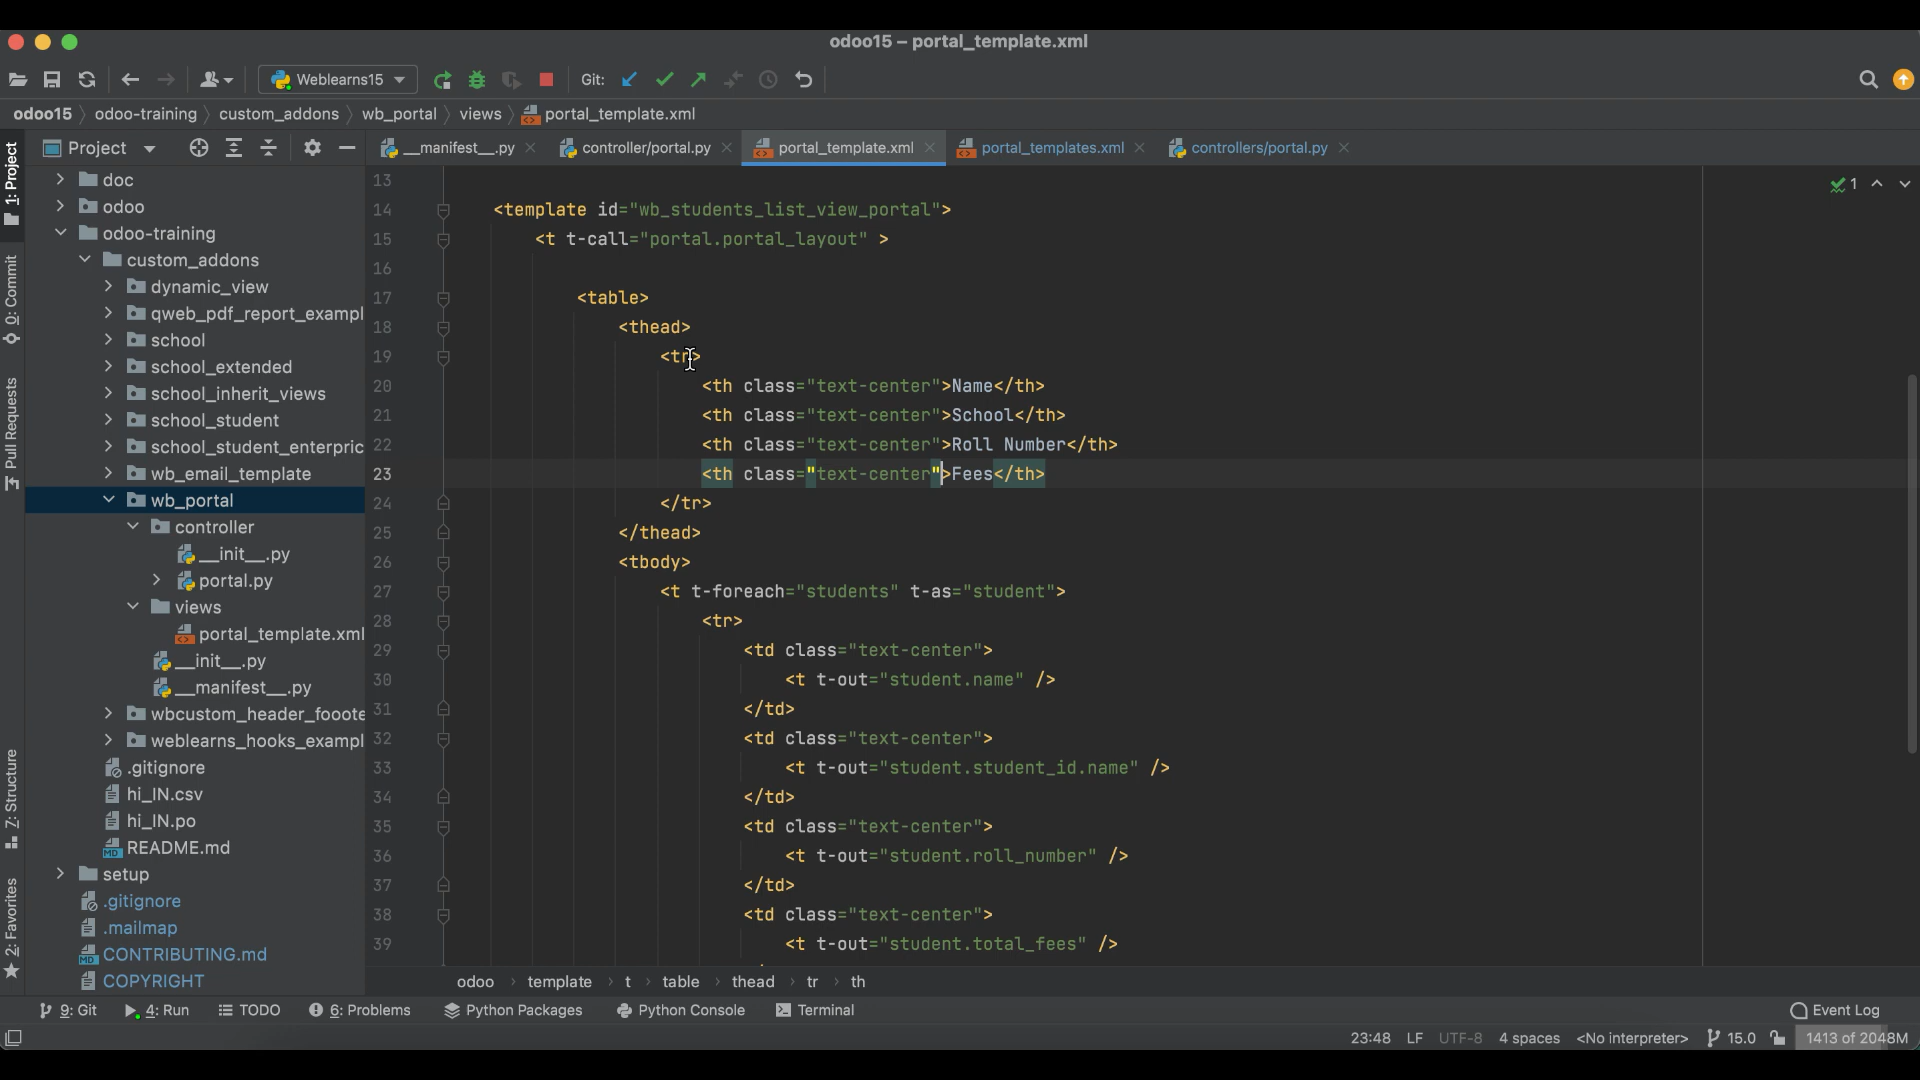 odoo15 – portal_template.xml
Weblearns15 Git:
odoo15 odoo-training custom_addons wb_portal views portal_template.xml
Project __manifest__.py controller/portal.py portal_template.xml portal_templates.xml controllers/portal.py
1: Project
0: Commit
Pull Requests
Z: Structure
2: Favorites
doc
odoo
odoo-training
custom_addons
dynamic_view
qweb_pdf_report_exampl
school
school_extended
school_inherit_views
school_student
school_student_enterpric
wb_email_template
wb_portal
controller
__init__.py
portal.py
views
portal_template.xml
__init__.py
__manifest__.py
wbcustom_header_fooote
weblearns_hooks_exampl
.gitignore
hi_IN.csv
hi_IN.po
README.md
setup
.gitignore
.mailmap
CONTRIBUTING.md
COPYRIGHT
1
13
14 <template id="wb_students_list_view_portal">
15 <t t-call="portal.portal_layout" >
16
17 <table>
18 <thead>
19 <tr>
20 <th class="text-center">Name</th>
21 <th class="text-center">School</th>
22 <th class="text-center">Roll Number</th>
23 <th class="text-center">Fees</th>
24 </tr>
25 </thead>
26 <tbody>
27 <t t-foreach="students" t-as="student">
28 <tr>
29 <td class="text-center">
30 <t t-out="student.name" />
31 </td>
32 <td class="text-center">
33 <t t-out="student.student_id.name" />
34 </td>
35 <td class="text-center">
36 <t t-out="student.roll_number" />
37 </td>
38 <td class="text-center">
39 <t t-out="student.total_fees" />
odoo template t table thead tr th
9: Git 4: Run TODO 6: Problems Python Packages Python Console Terminal Event Log
23:48 LF UTF-8 4 spaces <No interpreter> 15.0 1413 of 2048M